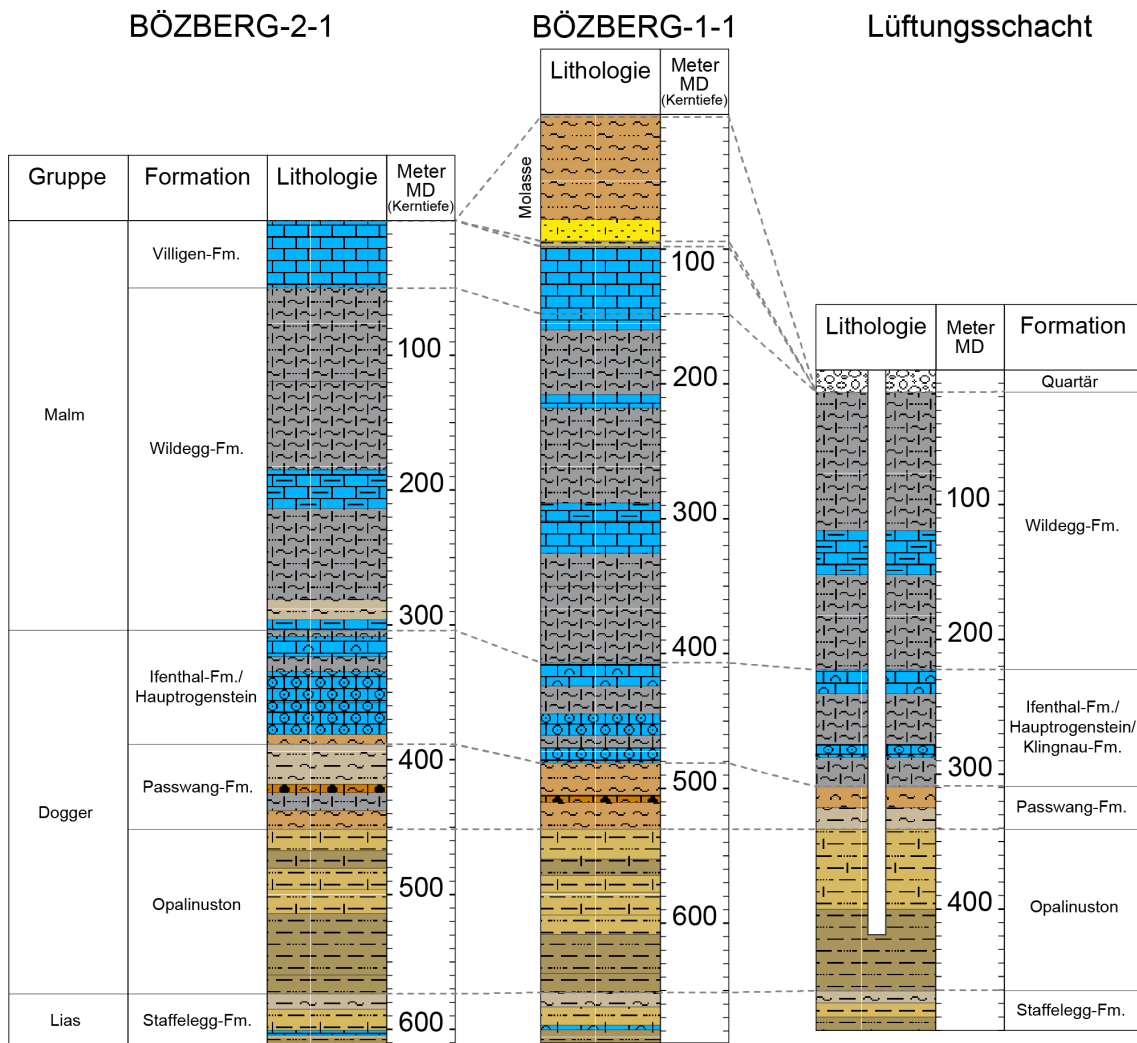 BÖZBERG-2-1
BÖZBERG-1-1
Lüftungsschacht
Gruppe
Formation
Lithologie
Meter
MD
(Kerntiefe)
Malm
Villigen-Fm.
Wildegg-Fm.
Dogger
Ifenthal-Fm./
Hauptrogenstein
Passwang-Fm.
Opalinuston
Lias
Staffelegg-Fm.
100
200
300
400
500
600
Lithologie
Meter
MD
(Kerntiefe)
Molasse
100
200
300
400
500
600
Lithologie
Meter
MD
Formation
100
200
300
400
Quartär
Wildegg-Fm.
Ifenthal-Fm./
Hauptrogenstein/
Klingnau-Fm.
Passwang-Fm.
Opalinuston
Staffelegg-Fm.